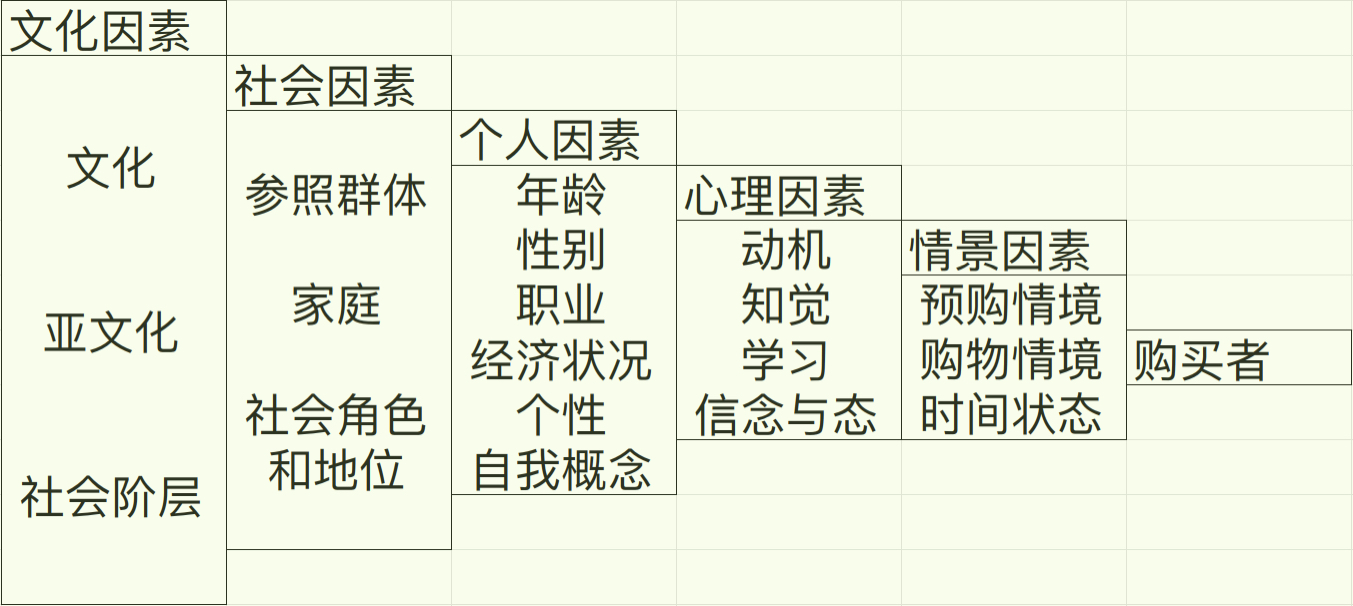 文化因素
文化
亚文化
社会阶层
社会因素
参照群体
家庭
社会角色
和地位
个人因素
年龄
性别
职业
经济状况
个性
自我概念
心理因素
动机
知觉
学习
信念与态
情景因素
预购情境
购物情境
时间状态
购买者